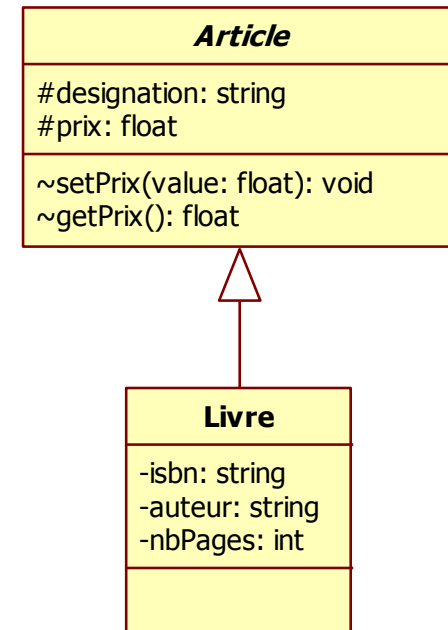 Article
#designation: string
#prix: float
~setPrix(value: float): void
~getPrix(): float
Livre
-isbn: string
-auteur: string
-nbPages: int